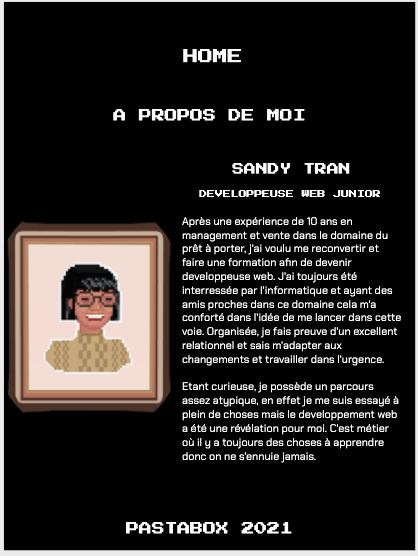 HOME
A PROPOS DE MOI
SANDY TRAN
DEVELOPPEUSE WEB JUNIOR
Après une expérience de 10 ans en
management et vente dans le domaine du
prêt à porter, j'ai voulu me reconvertir et
faire une formation afin de devenir
developpeuse web. J'ai toujours été
interressée par l'informatique et ayant des
amis proches dans ce domaine cela m'a
conforté dans l'idée de me lancer dans cette
voie. Organisée, je fais preuve d'un excellent
relationnel et sais m'adapter aux
changements et travailler dans l'urgence.
Etant curieuse, je possède un parcours
assez atypique, en effet je me suis essayé à
plein de choses mais le developpement web
a été une révélation pour moi. C'est métier
où il y a toujours des choses à apprendre
donc on ne s'ennuie jamais.
PASTABOX 2021